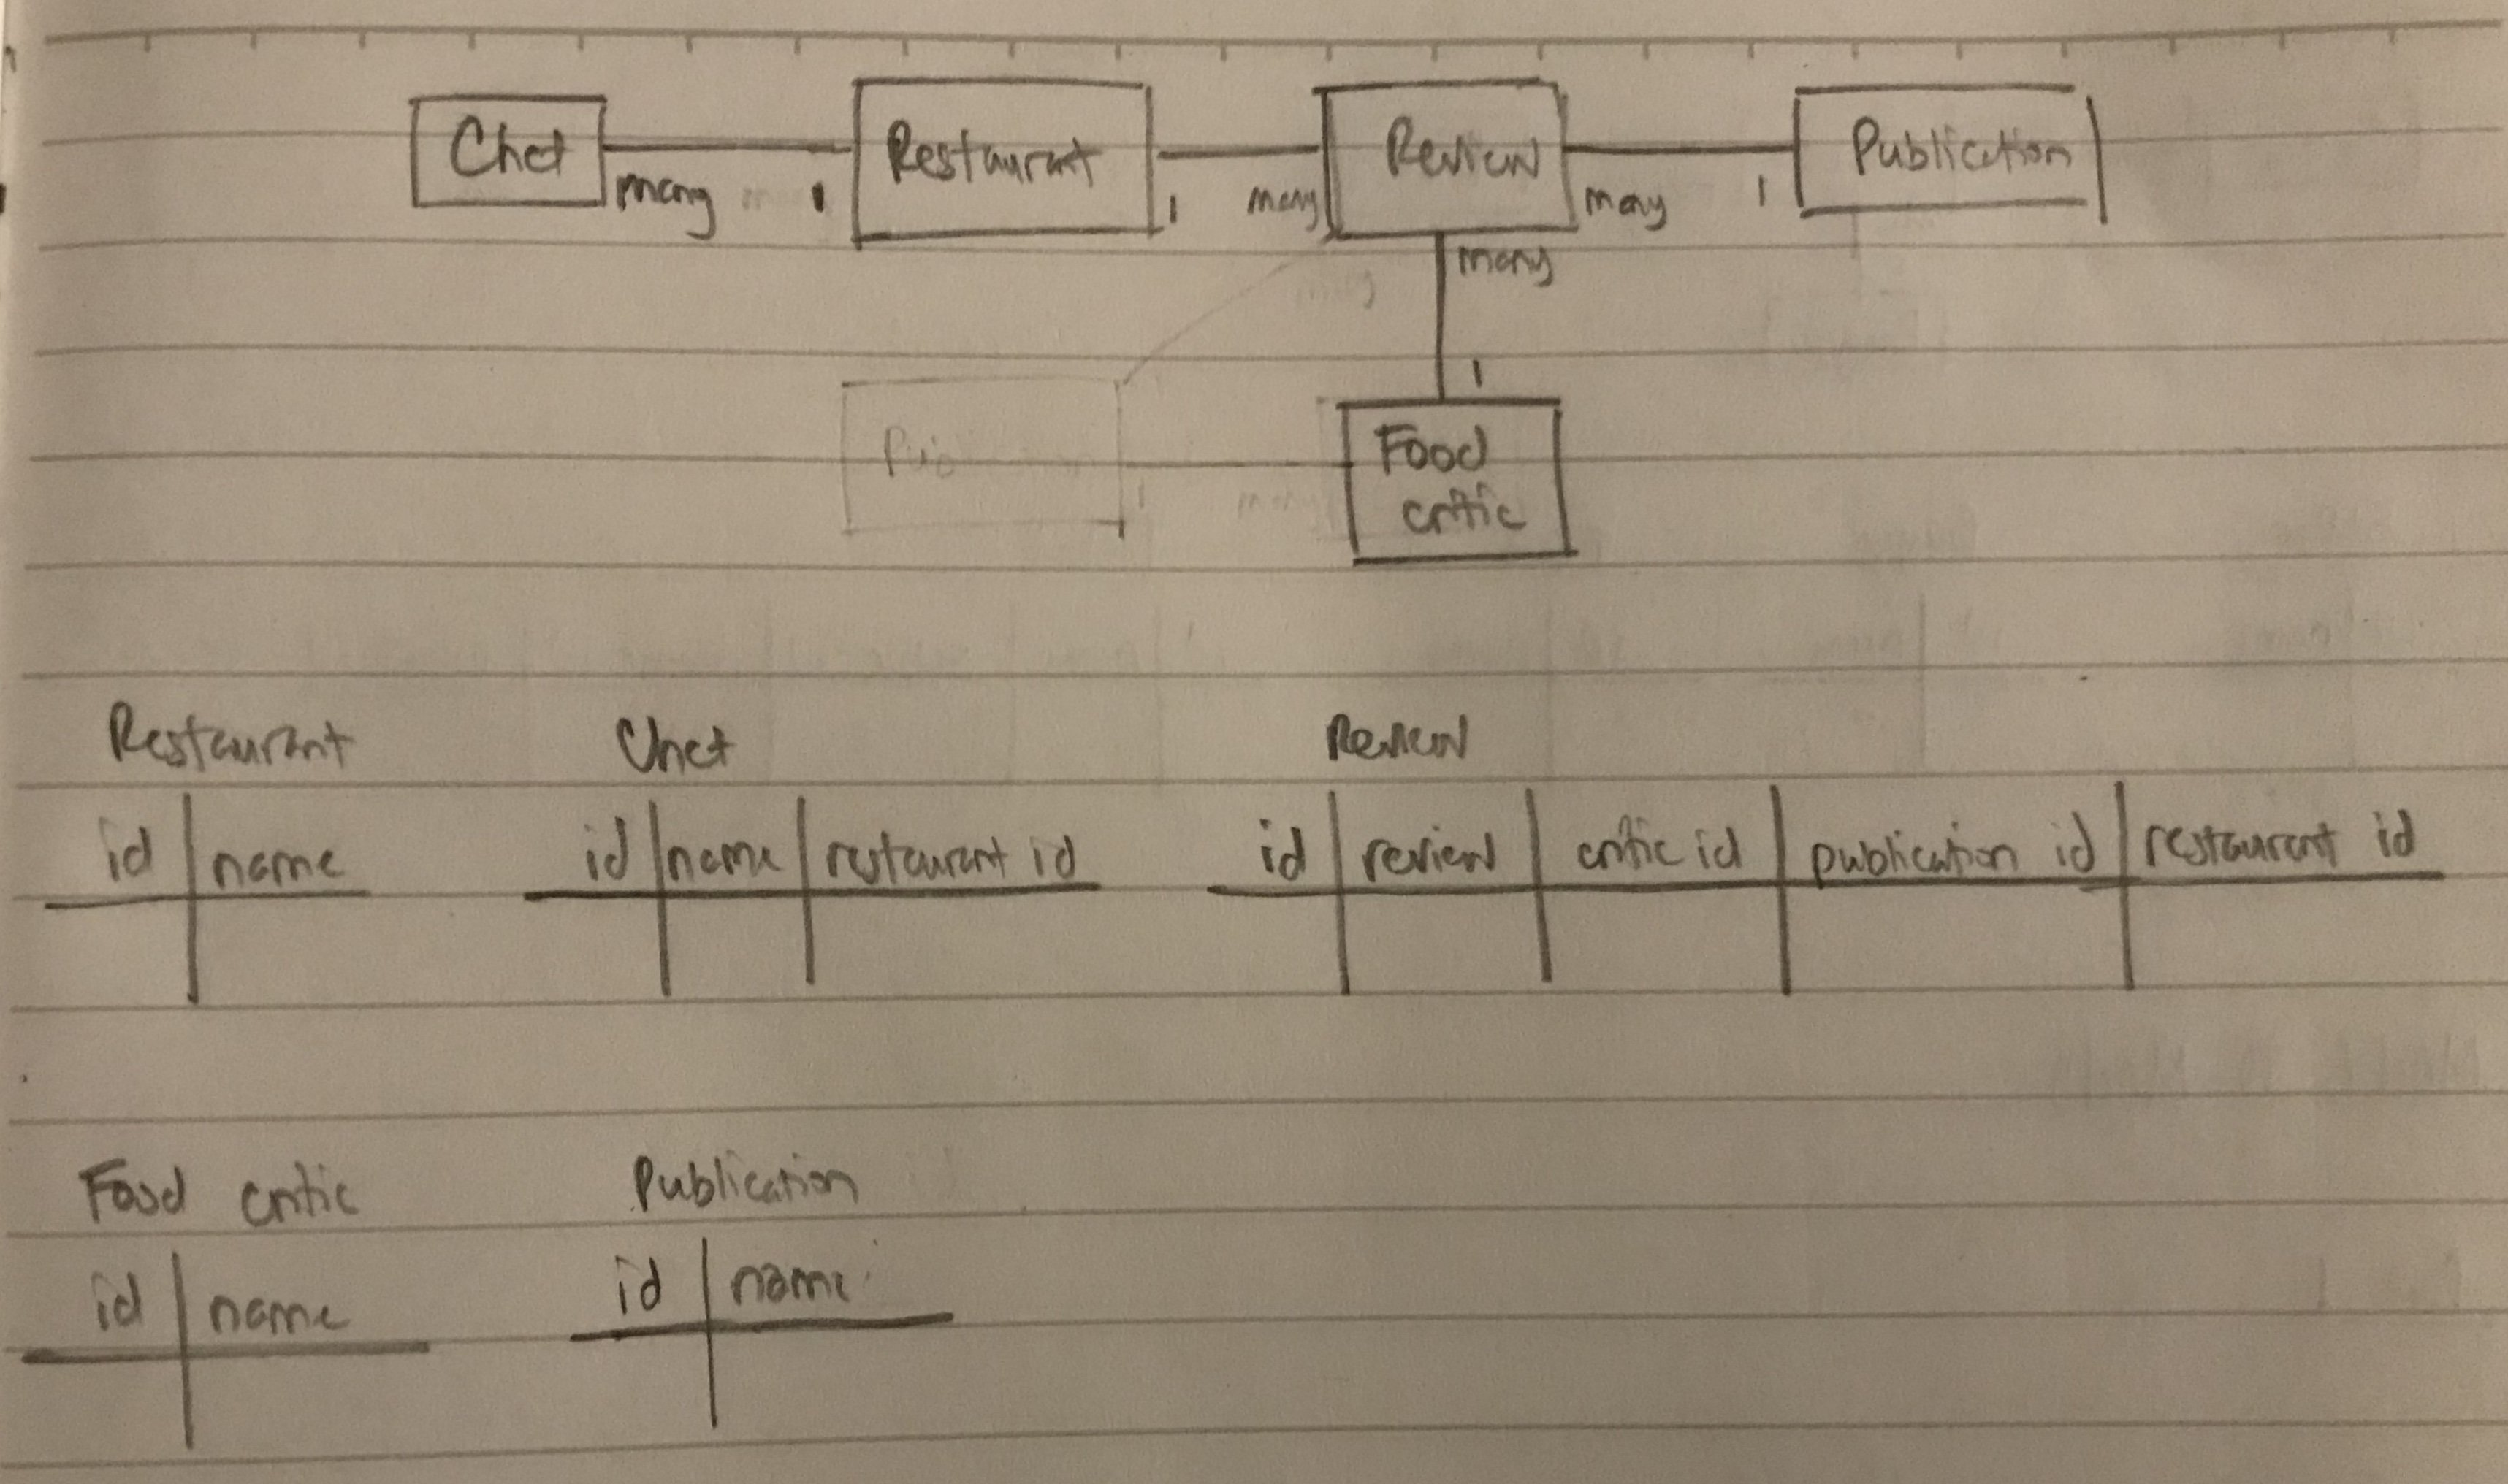 Chef Restaurant Review Publication
many 1 1 many many 1
many
1
Food
critic
Restaurant Chef Review
id name id name restaurant id id review critic id publication id restaurant id
Food critic Publication
id name id name